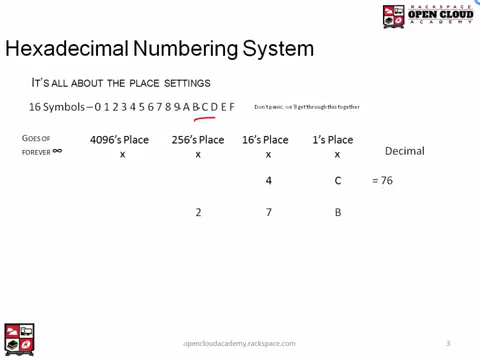 RACKSPACE
OPEN CLOUD
ACADEMY
Hexadecimal Numbering System
IT'S ALL ABOUT THE PLACE SETTINGS
16 Symbols – 0 1 2 3 4 5 6 7 8 9 A B C D E F
Don't panic, we'll get through this together
GOES OF FOREVER ∞
4096's Place 256's Place 16's Place 1's Place
x x x x Decimal
4 C = 76
2 7 B
opencloudacademy.rackspace.com 3